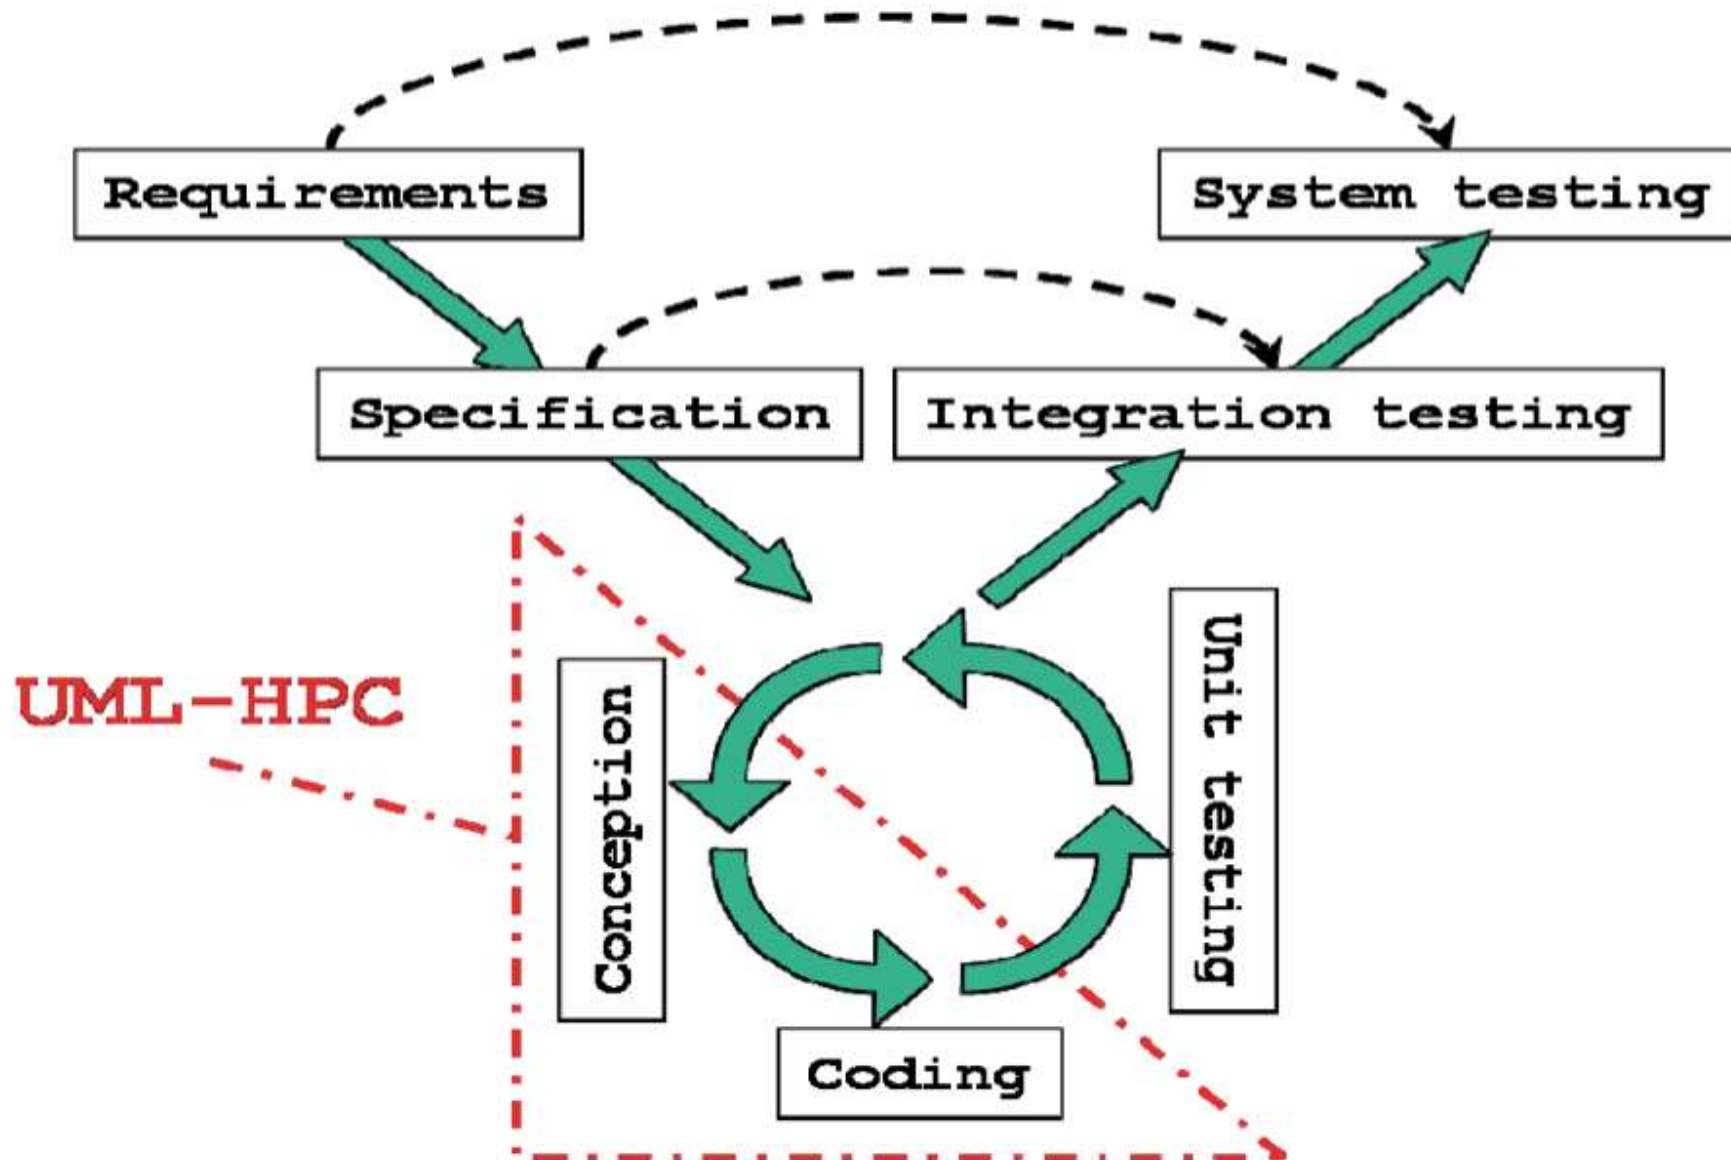 Requirements
System testing
Specification
Integration testing
UML-HPC
Conception
Unit testing
Coding